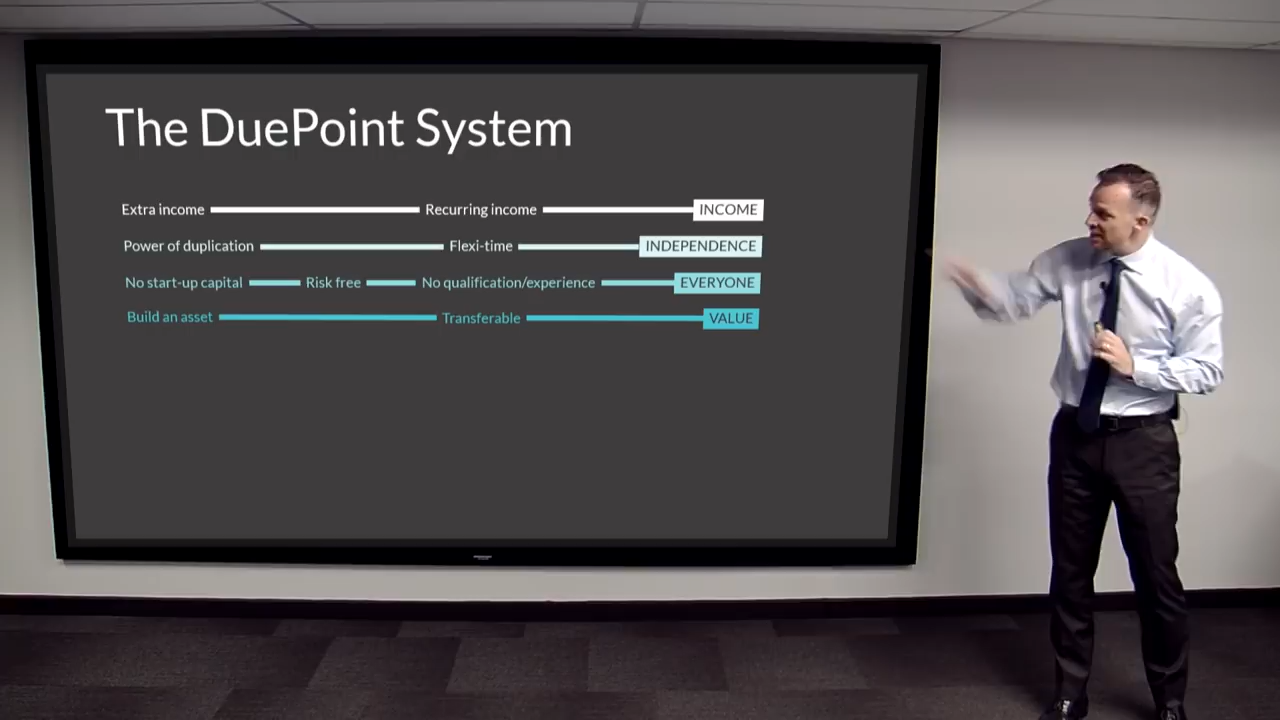 The DuePoint System
Extra income Recurring income INCOME
Power of duplication Flexi-time INDEPENDENCE
No start-up capital Risk free No qualification/experience EVERYONE
Build an asset Transferable VALUE